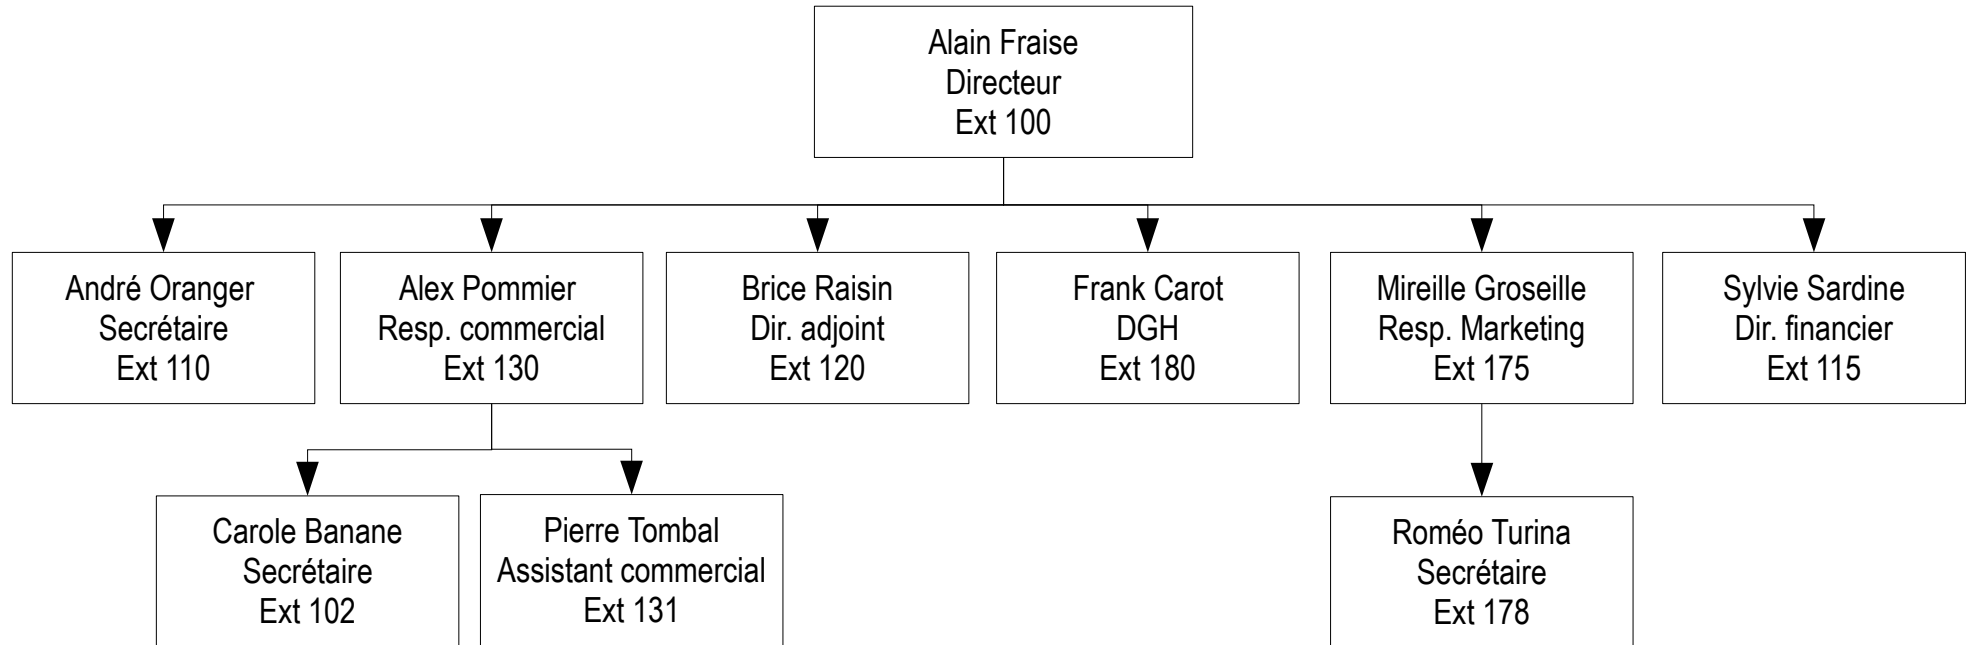 Alain Fraise
Directeur
Ext 100
André Oranger
Secrétaire
Ext 110
Alex Pommier
Resp. commercial
Ext 130
Brice Raisin
Dir. adjoint
Ext 120
Frank Carot
DGH
Ext 180
Mireille Groseille
Resp. Marketing
Ext 175
Sylvie Sardine
Dir. financier
Ext 115
Carole Banane
Secrétaire
Ext 102
Pierre Tombal
Assistant commercial
Ext 131
Roméo Turina
Secrétaire
Ext 178